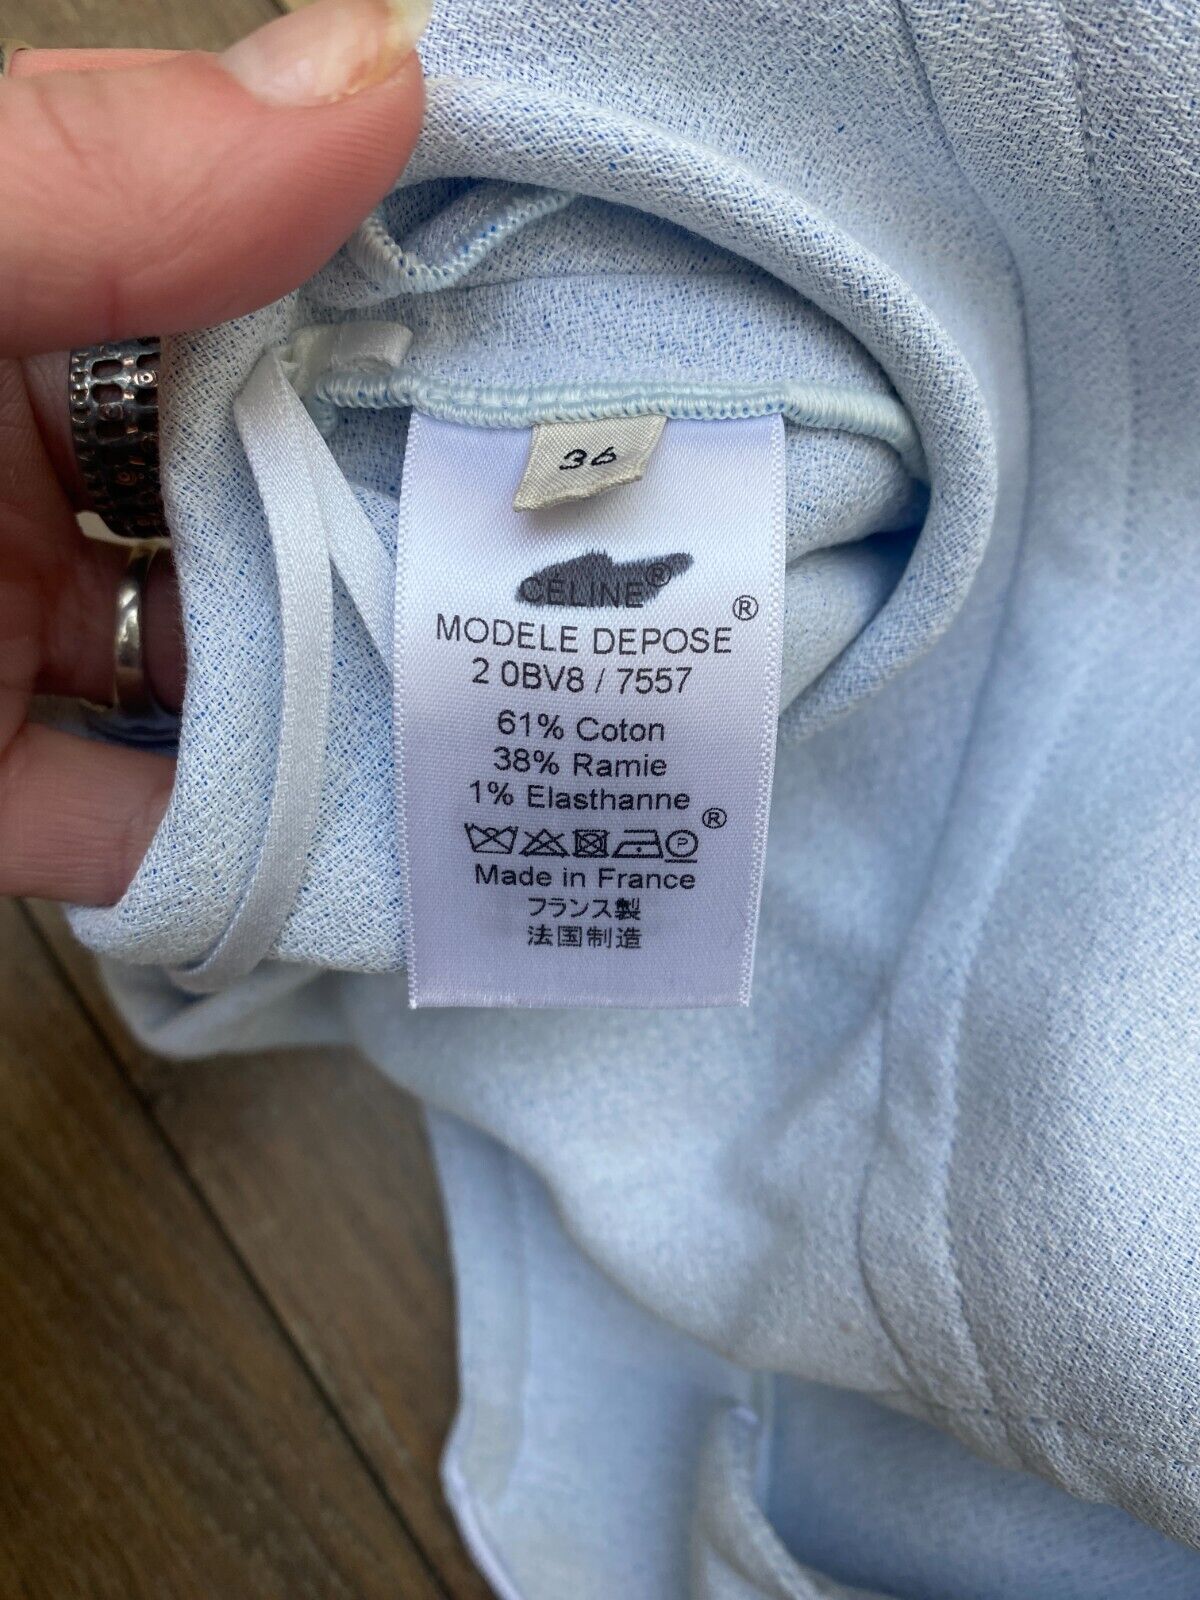 36
CÉLINE®
MODELE DEPOSE®
2 0BV8 / 7557
61% Coton
38% Ramie
1% Elasthanne
®
P
Made in France
フランス製
法国制造